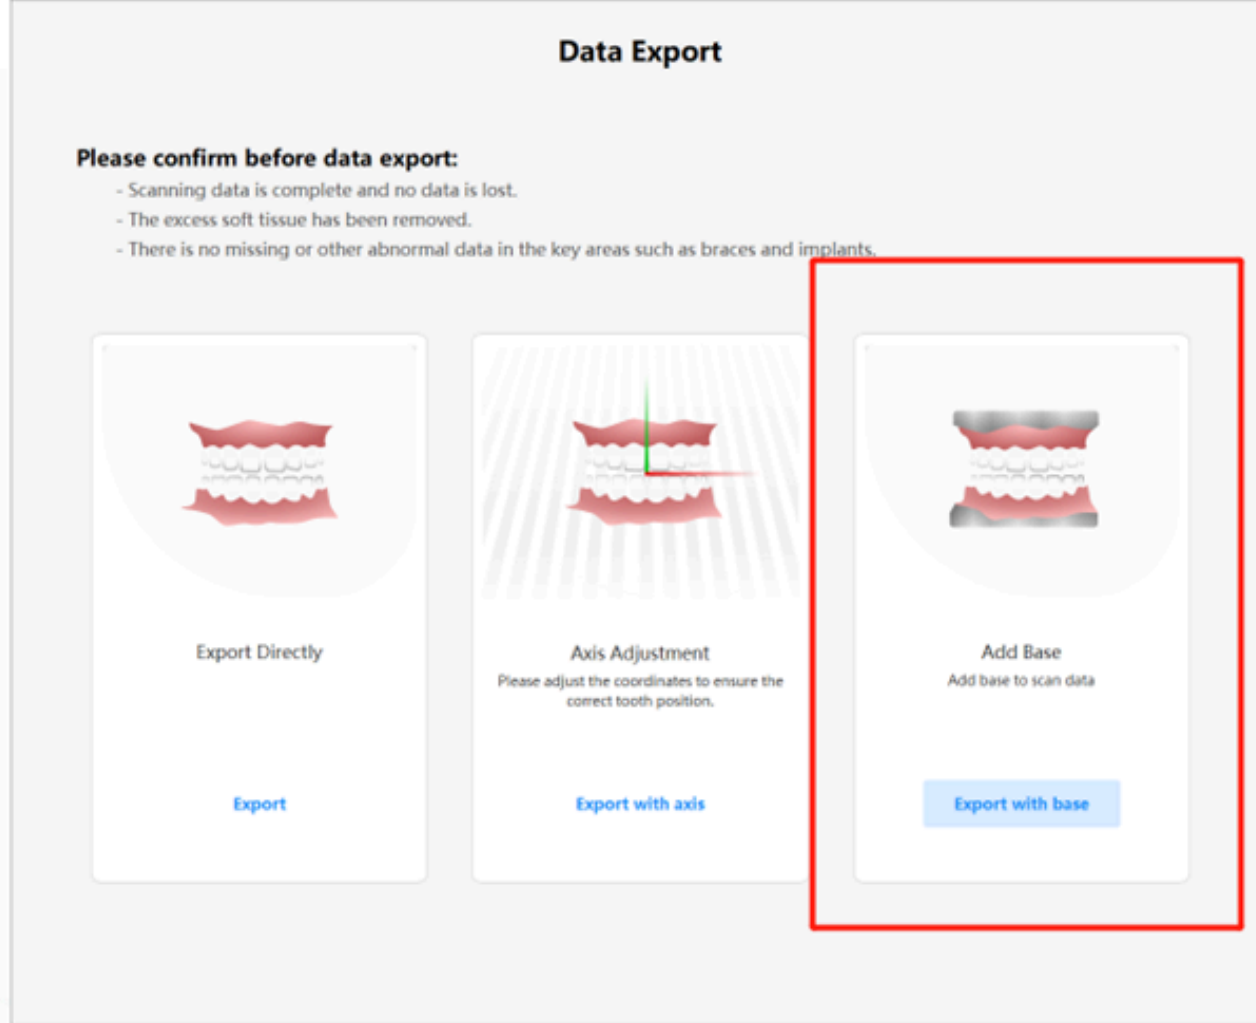 Data Export
Please confirm before data export:
- Scanning data is complete and no data is lost.
- The excess soft tissue has been removed.
- There is no missing or other abnormal data in the key areas such as braces and implants.
Export Directly
Export
Axis Adjustment
Please adjust the coordinates to ensure the
correct tooth position.
Export with axis
Add Base
Add base to scan data
Export with base